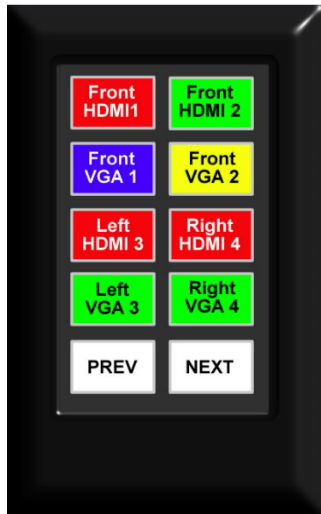 Front
HDMI1
Front
HDMI 2
Front
VGA 1
Front
VGA 2
Left
HDMI 3
Right
HDMI 4
Left
VGA 3
Right
VGA 4
PREV
NEXT